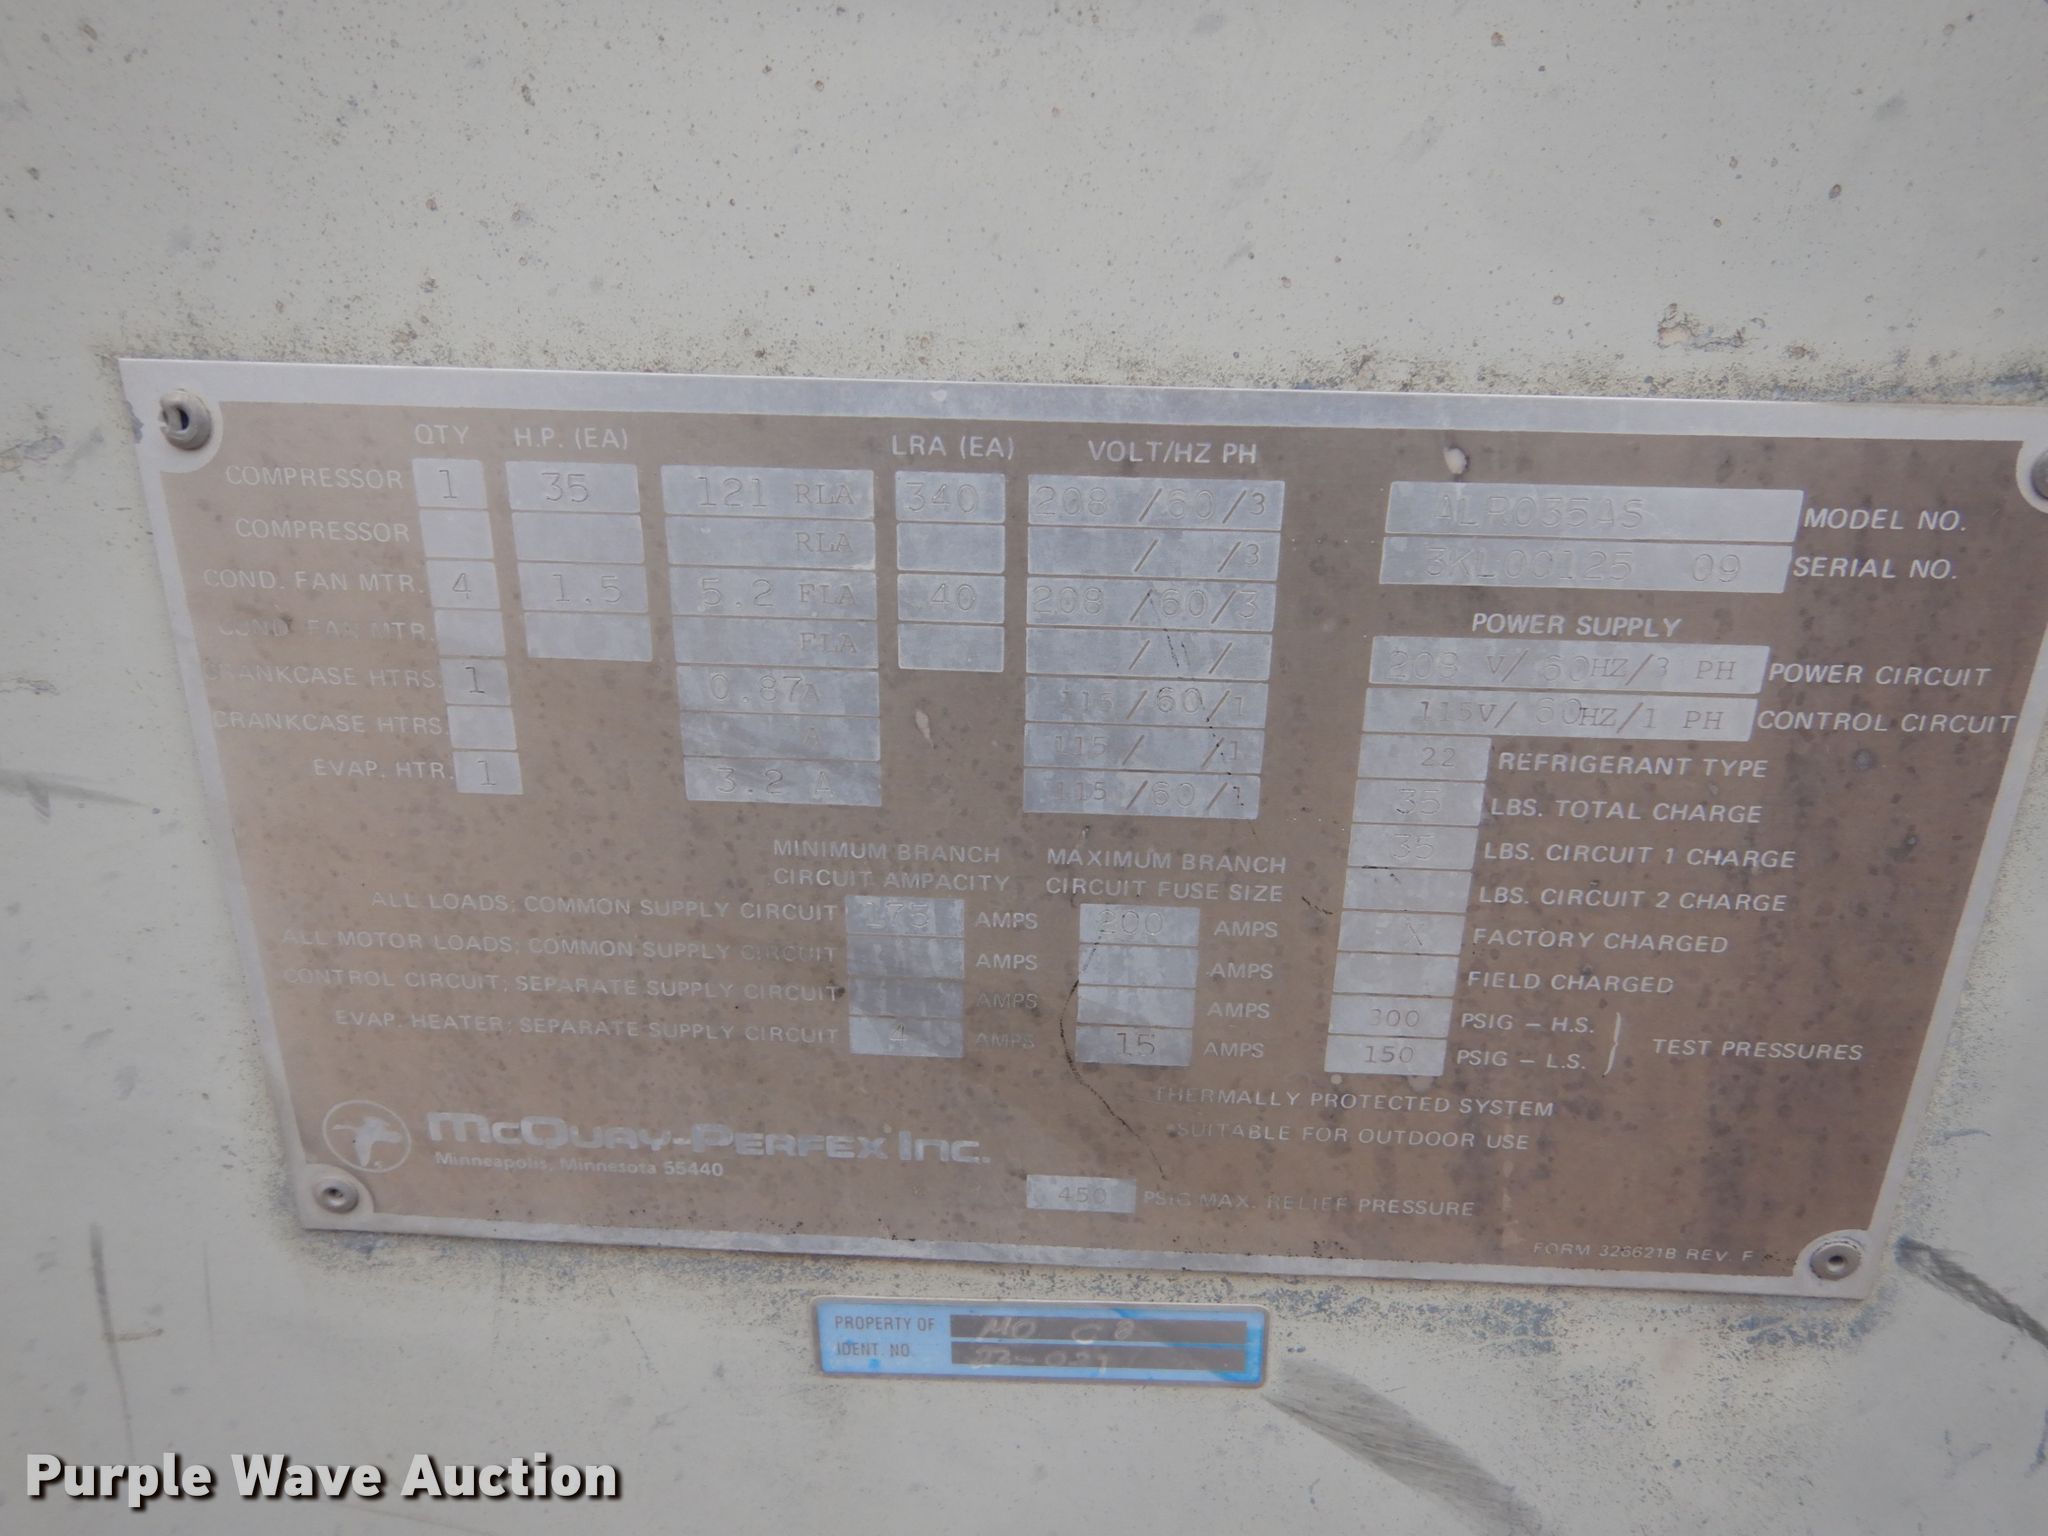 QTY H.P. (EA) LRA (EA) VOLT/HZ PH
COMPRESSOR 1 35 121 RLA 340 208 /60/3
COMPRESSOR RLA / /3
COND. FAN MTR. 4 1.5 5.2 FLA 40 208 /60/3
COND. FAN MTR. FLA / /
CRANKCASE HTRS. 1 0.87A 115/60/1
CRANKCASE HTRS. A 115/ /1
EVAP. HTR. 1 3.2 A 115/60/1
ALR035AS MODEL NO.
3KL00125 09 SERIAL NO.
POWER SUPPLY
208 V/ 60HZ/3 PH POWER CIRCUIT
115V/ 60HZ/1 PH CONTROL CIRCUIT
22 REFRIGERANT TYPE
35 LBS. TOTAL CHARGE
35 LBS. CIRCUIT 1 CHARGE
LBS. CIRCUIT 2 CHARGE
X FACTORY CHARGED
FIELD CHARGED
300 PSIG – H.S.
150 PSIG – L.S.
TEST PRESSURES
MINIMUM BRANCH CIRCUIT AMPACITY
MAXIMUM BRANCH CIRCUIT FUSE SIZE
ALL LOADS; COMMON SUPPLY CIRCUIT 175 AMPS 200 AMPS
ALL MOTOR LOADS; COMMON SUPPLY CIRCUIT AMPS AMPS
CONTROL CIRCUIT; SEPARATE SUPPLY CIRCUIT AMPS AMPS
EVAP. HEATER; SEPARATE SUPPLY CIRCUIT 4 AMPS 15 AMPS
THERMALLY PROTECTED SYSTEM
SUITABLE FOR OUTDOOR USE
McQuay-Perfex Inc.
Minneapolis, Minnesota 55440
450 PSIG MAX. RELIEF PRESSURE
FORM 328621B REV. F
PROPERTY OF MO
IDENT. NO.
Purple Wave Auction